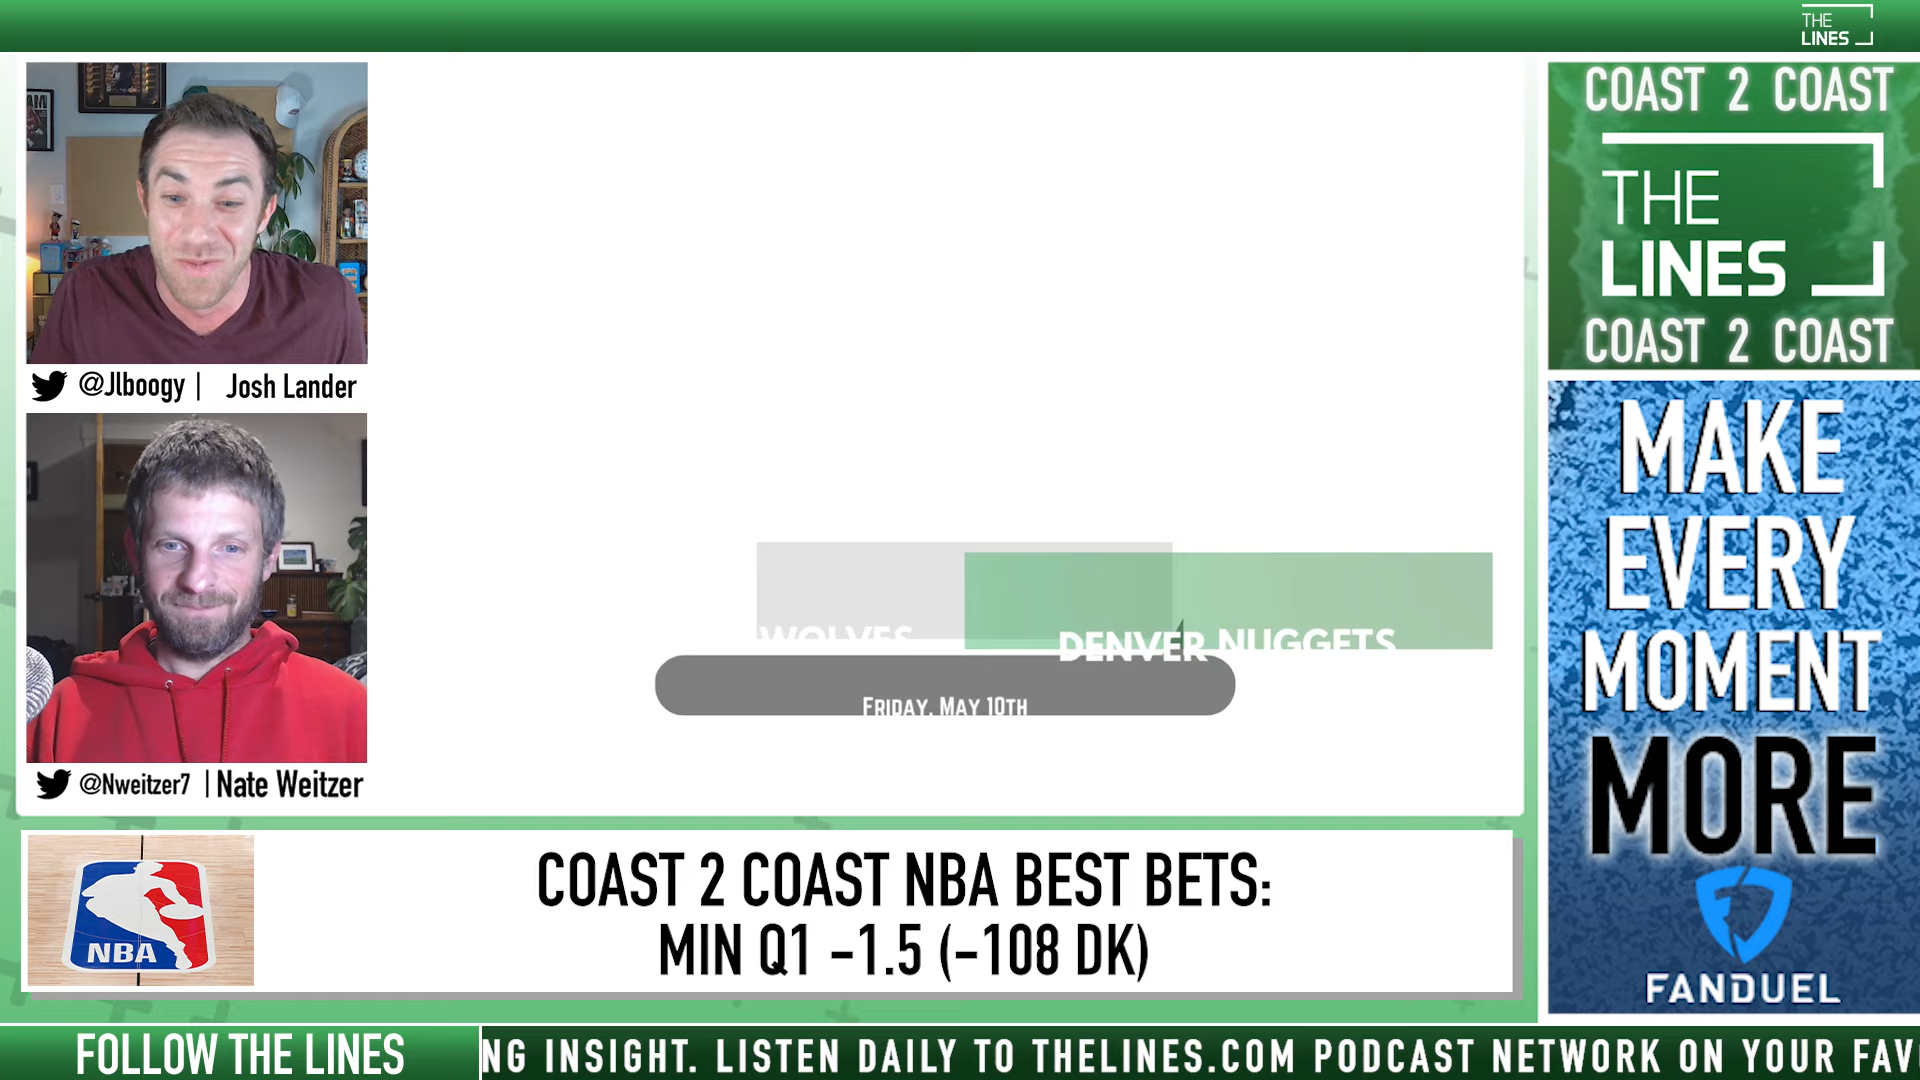 THE
LINES
COAST 2 COAST
THE
LINES
COAST 2 COAST
@Jlboogy | Josh Lander
@Nweitzer7 | Nate Weitzer
WOLVES
DENVER NUGGETS
FRIDAY, MAY 10TH
MAKE
EVERY
MOMENT
MORE
FANDUEL
NBA
COAST 2 COAST NBA BEST BETS:
MIN Q1 -1.5 (-108 DK)
FOLLOW THE LINES
NG INSIGHT. LISTEN DAILY TO THELINES.COM PODCAST NETWORK ON YOUR FAV